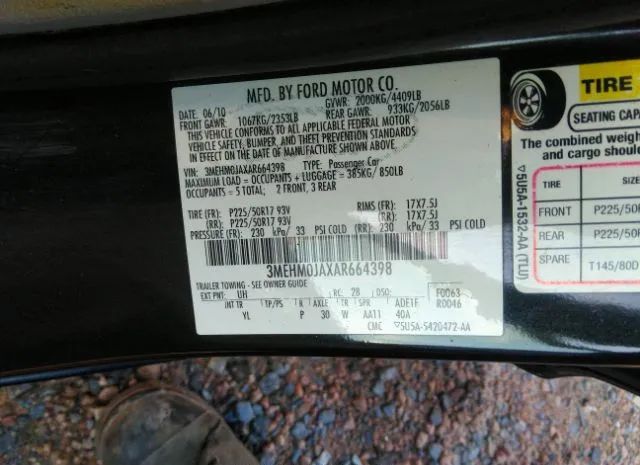 MFD. BY FORD MOTOR CO.
DATE: 06/10 GVWR: 2000KG/4409LB
FRONT GAWR: 1067KG/2353LB REAR GAWR: 933KG/2056LB
THIS VEHICLE CONFORMS TO ALL APPLICABLE FEDERAL MOTOR
VEHICLE SAFETY, BUMPER, AND THEFT PREVENTION STANDARDS
IN EFFECT ON THE DATE OF MANUFACTURE SHOWN ABOVE.
VIN: 3MEHM0JAXAR664398 TYPE: Passenger Car
MAXIMUM LOAD = OCCUPANTS + LUGGAGE = 385KG/ 850LB
OCCUPANTS = 5 TOTAL; 2 FRONT, 3 REAR
TIRE (FR): P225/50R17 93V RIMS (FR): 17X7.5J
(RR): P225/50R17 93V (RR): 17X7.5J
PRESSURE (FR): 230 kPa/ 33 PSI COLD (RR): 230 kPa/ 33 PSI COLD
3MEHM0JAXAR664398
TRAILER TOWING - SEE OWNER GUIDE
EXT PNT: UH RC: 28 DSO: F0063
INT TR TP/PS R AXLE TR SPR ADE1F R0046
YL P 30 W AA11 40A
CMC 5U5A-5420472-AA
5U5A-1532-AA (TLU)
TIRE
SEATING CAPA
The combined weigh
and cargo shoul
TIRE
FRONT P225/50R
REAR P225/50R
SPARE T145/80D